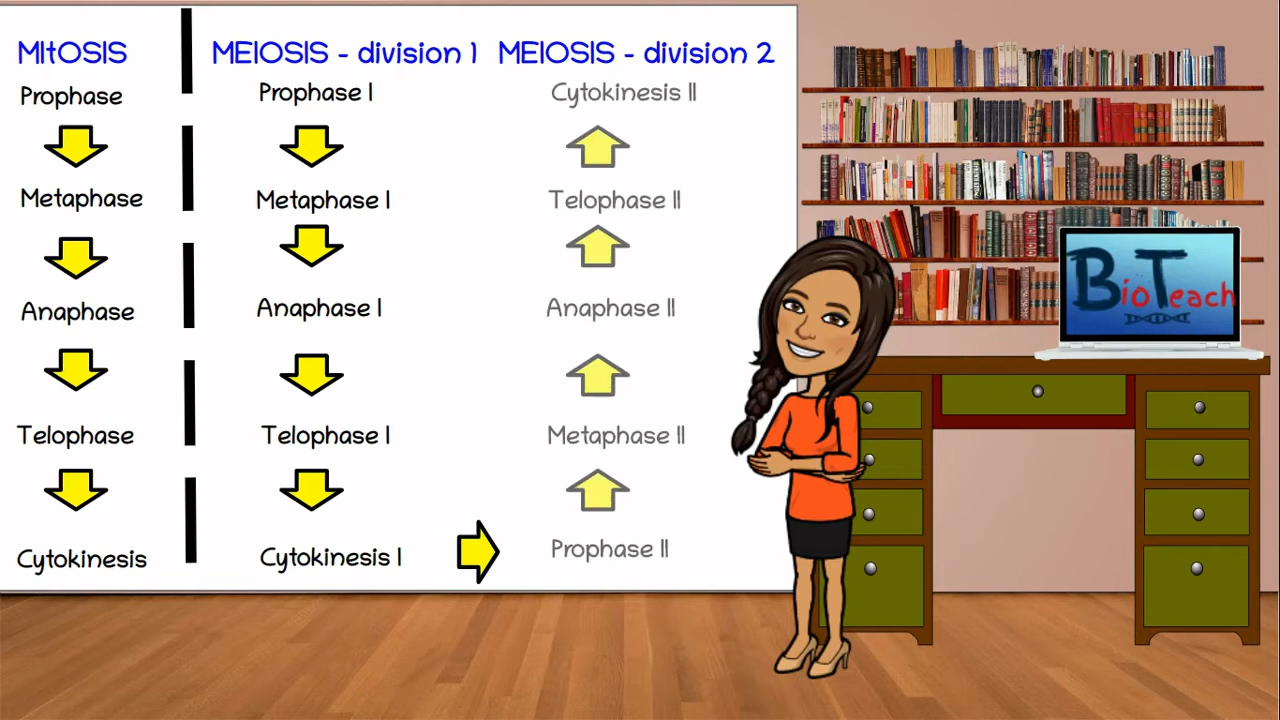 MItOSIS
Prophase
Metaphase
Anaphase
Telophase
Cytokinesis
MEIOSIS - division 1
Prophase I
Metaphase I
Anaphase I
Telophase I
Cytokinesis I
MEIOSIS - division 2
Cytokinesis II
Telophase II
Anaphase II
Metaphase II
Prophase II
BioTeach